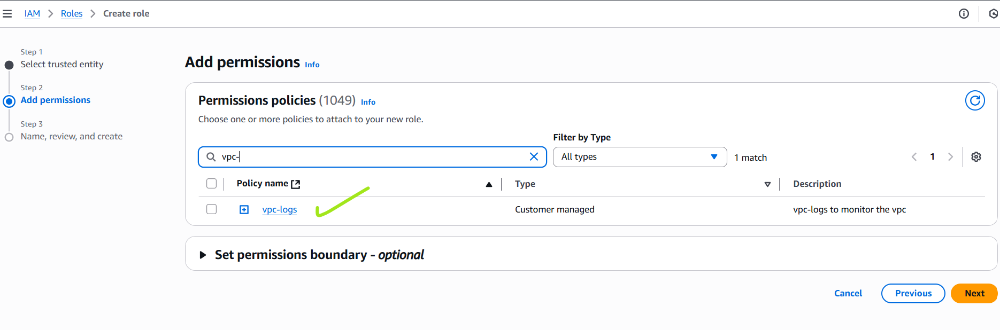 IAM > Roles > Create role
Step 1
Select trusted entity
Step 2
Add permissions
Step 3
Name, review, and create
Add permissions Info
Permissions policies (1049) Info
Choose one or more policies to attach to your new role.
Filter by Type
vpc-
All types
1 match
1
Policy name
Type
Description
vpc-logs
Customer managed
vpc-logs to monitor the vpc
Set permissions boundary - optional
Cancel
Previous
Next